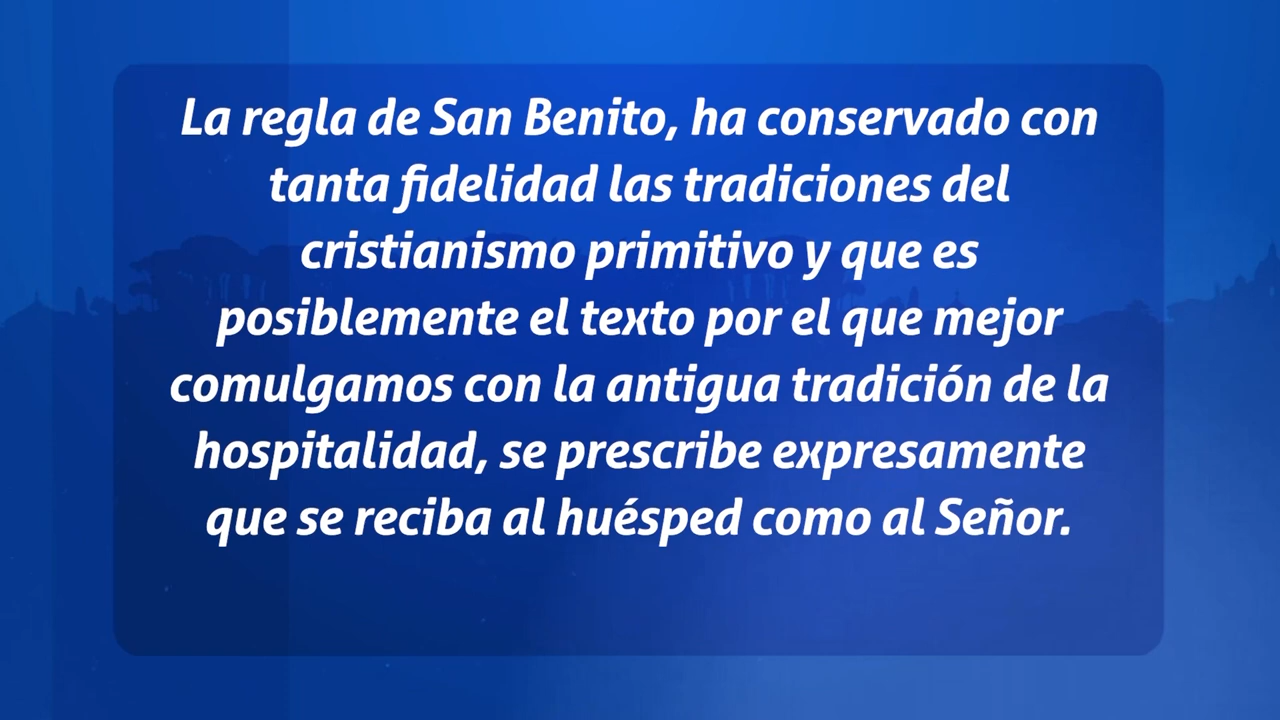 La regla de San Benito, ha conservado con
tanta fidelidad las tradiciones del
cristianismo primitivo y que es
posiblemente el texto por el que mejor
comulgamos con la antigua tradición de la
hospitalidad, se prescribe expresamente
que se reciba al huésped como al Señor.